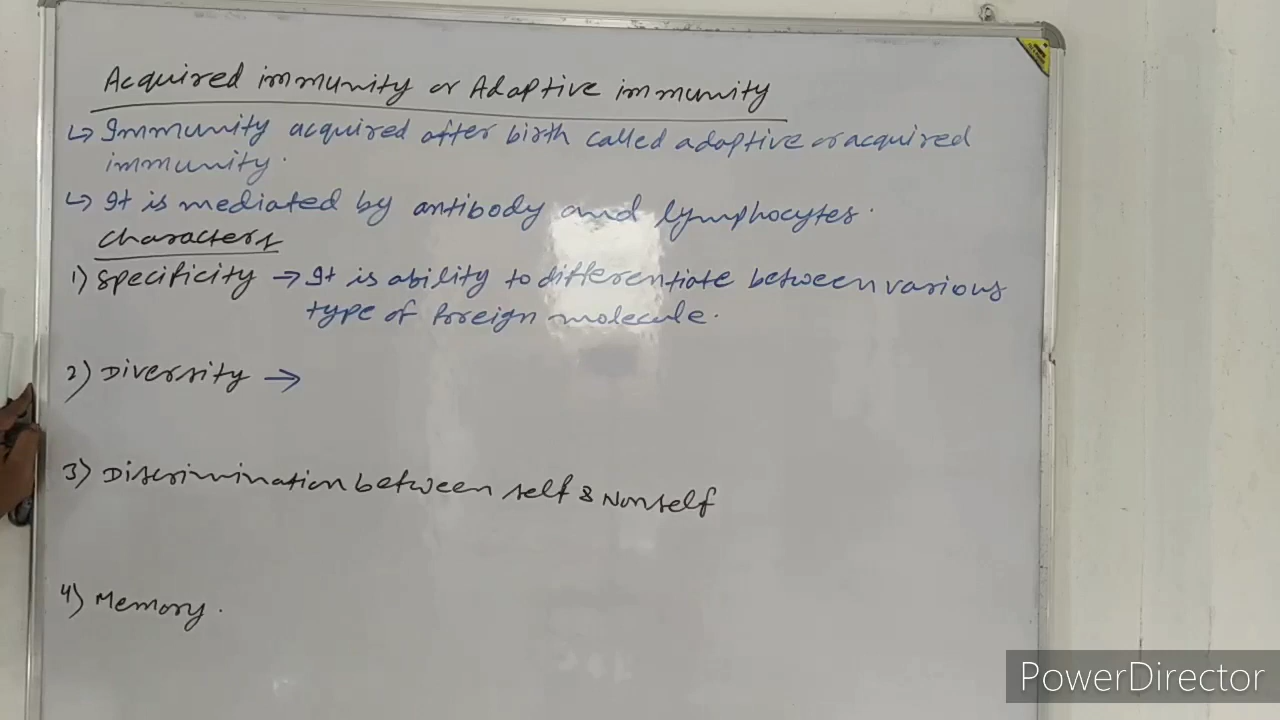 Acquired immunity or Adaptive immunity
↳ Immunity acquired after birth called adaptive or acquired
immunity.
↳ It is mediated by antibody and lymphocytes.
Characters
1) Specificity → It is ability to differentiate between various
type of foreign molecule.
2) Diversity →
3) Discrimination between self & Nonself
4) Memory.
PowerDirector